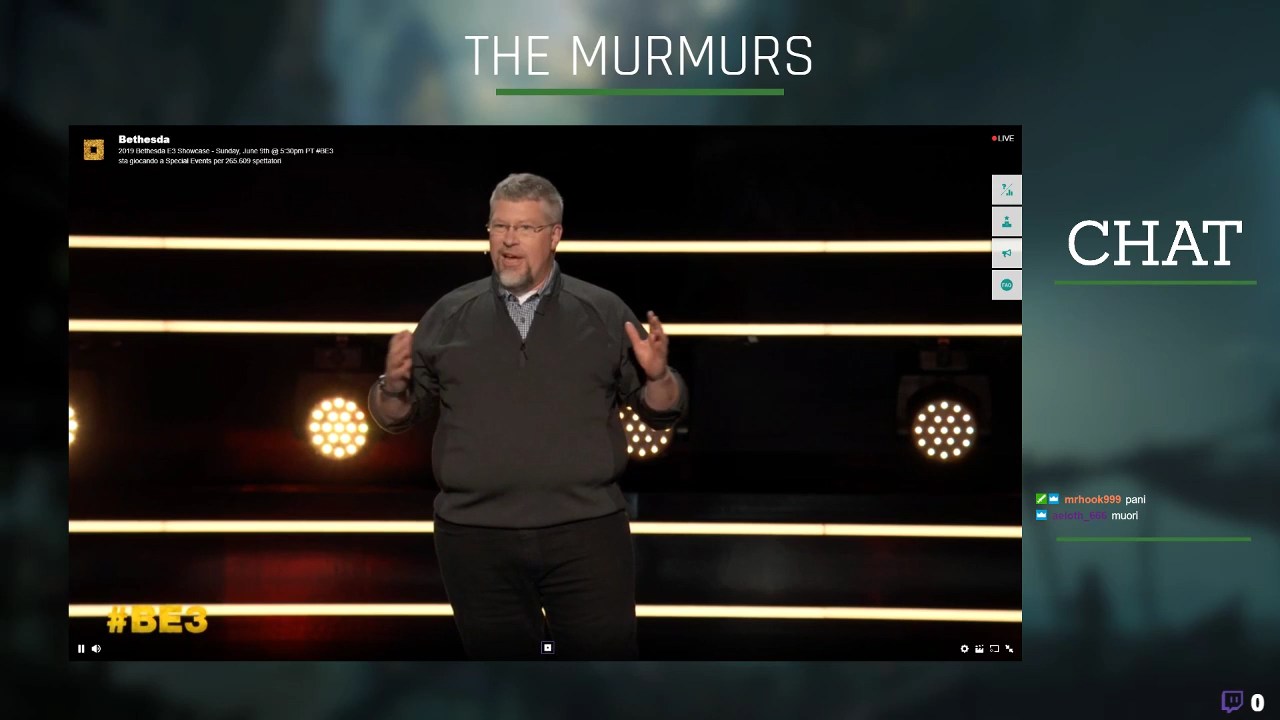 THE MURMURS
Bethesda
2019 Bethesda E3 Showcase - Sunday, June 9th @ 5:30pm PT #BE3
sta giocando a Special Events per 265.609 spettatori
LIVE
FAQ
CHAT
mrhook999 pani
muori
#BE3
0